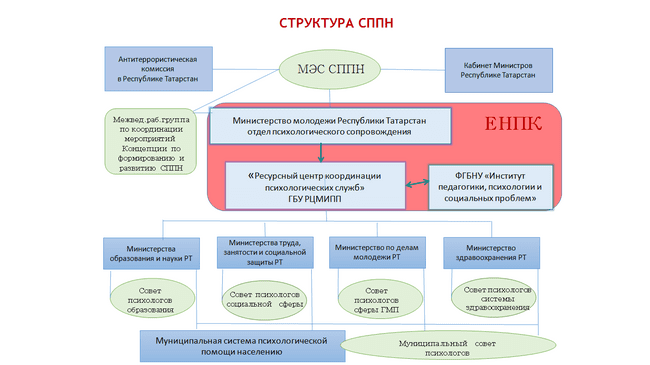 СТРУКТУРА СППН
Антитеррористическая
комиссия
в Республике Татарстан
МЭС СППН
Кабинет Министров
Республике Татарстан
Межвед.раб.группа
по координации
мероприятий
Концепции по
формированию и
развитию СППН
Министерство молодежи Республики Татарстан
отдел психологического сопровождения
ЕНПК
«Ресурсный центр координации
психологических служб»
ГБУ РЦМИПП
ФГБНУ «Институт
педагогики, психологии и
социальных проблем»
Министерства
образования и науки РТ
Министерства труда,
занятости и социальной
защиты РТ
Министерство по делам
молодежи РТ
Министерство
здравоохранения РТ
Совет
психологов
образования
Совет психологов
социальной сферы
Совет
психологов
сферы ГМП
Совет психологов
системы
здравоохранения
Муниципальная система психологической
помощи населению
Муниципальный совет
психологов